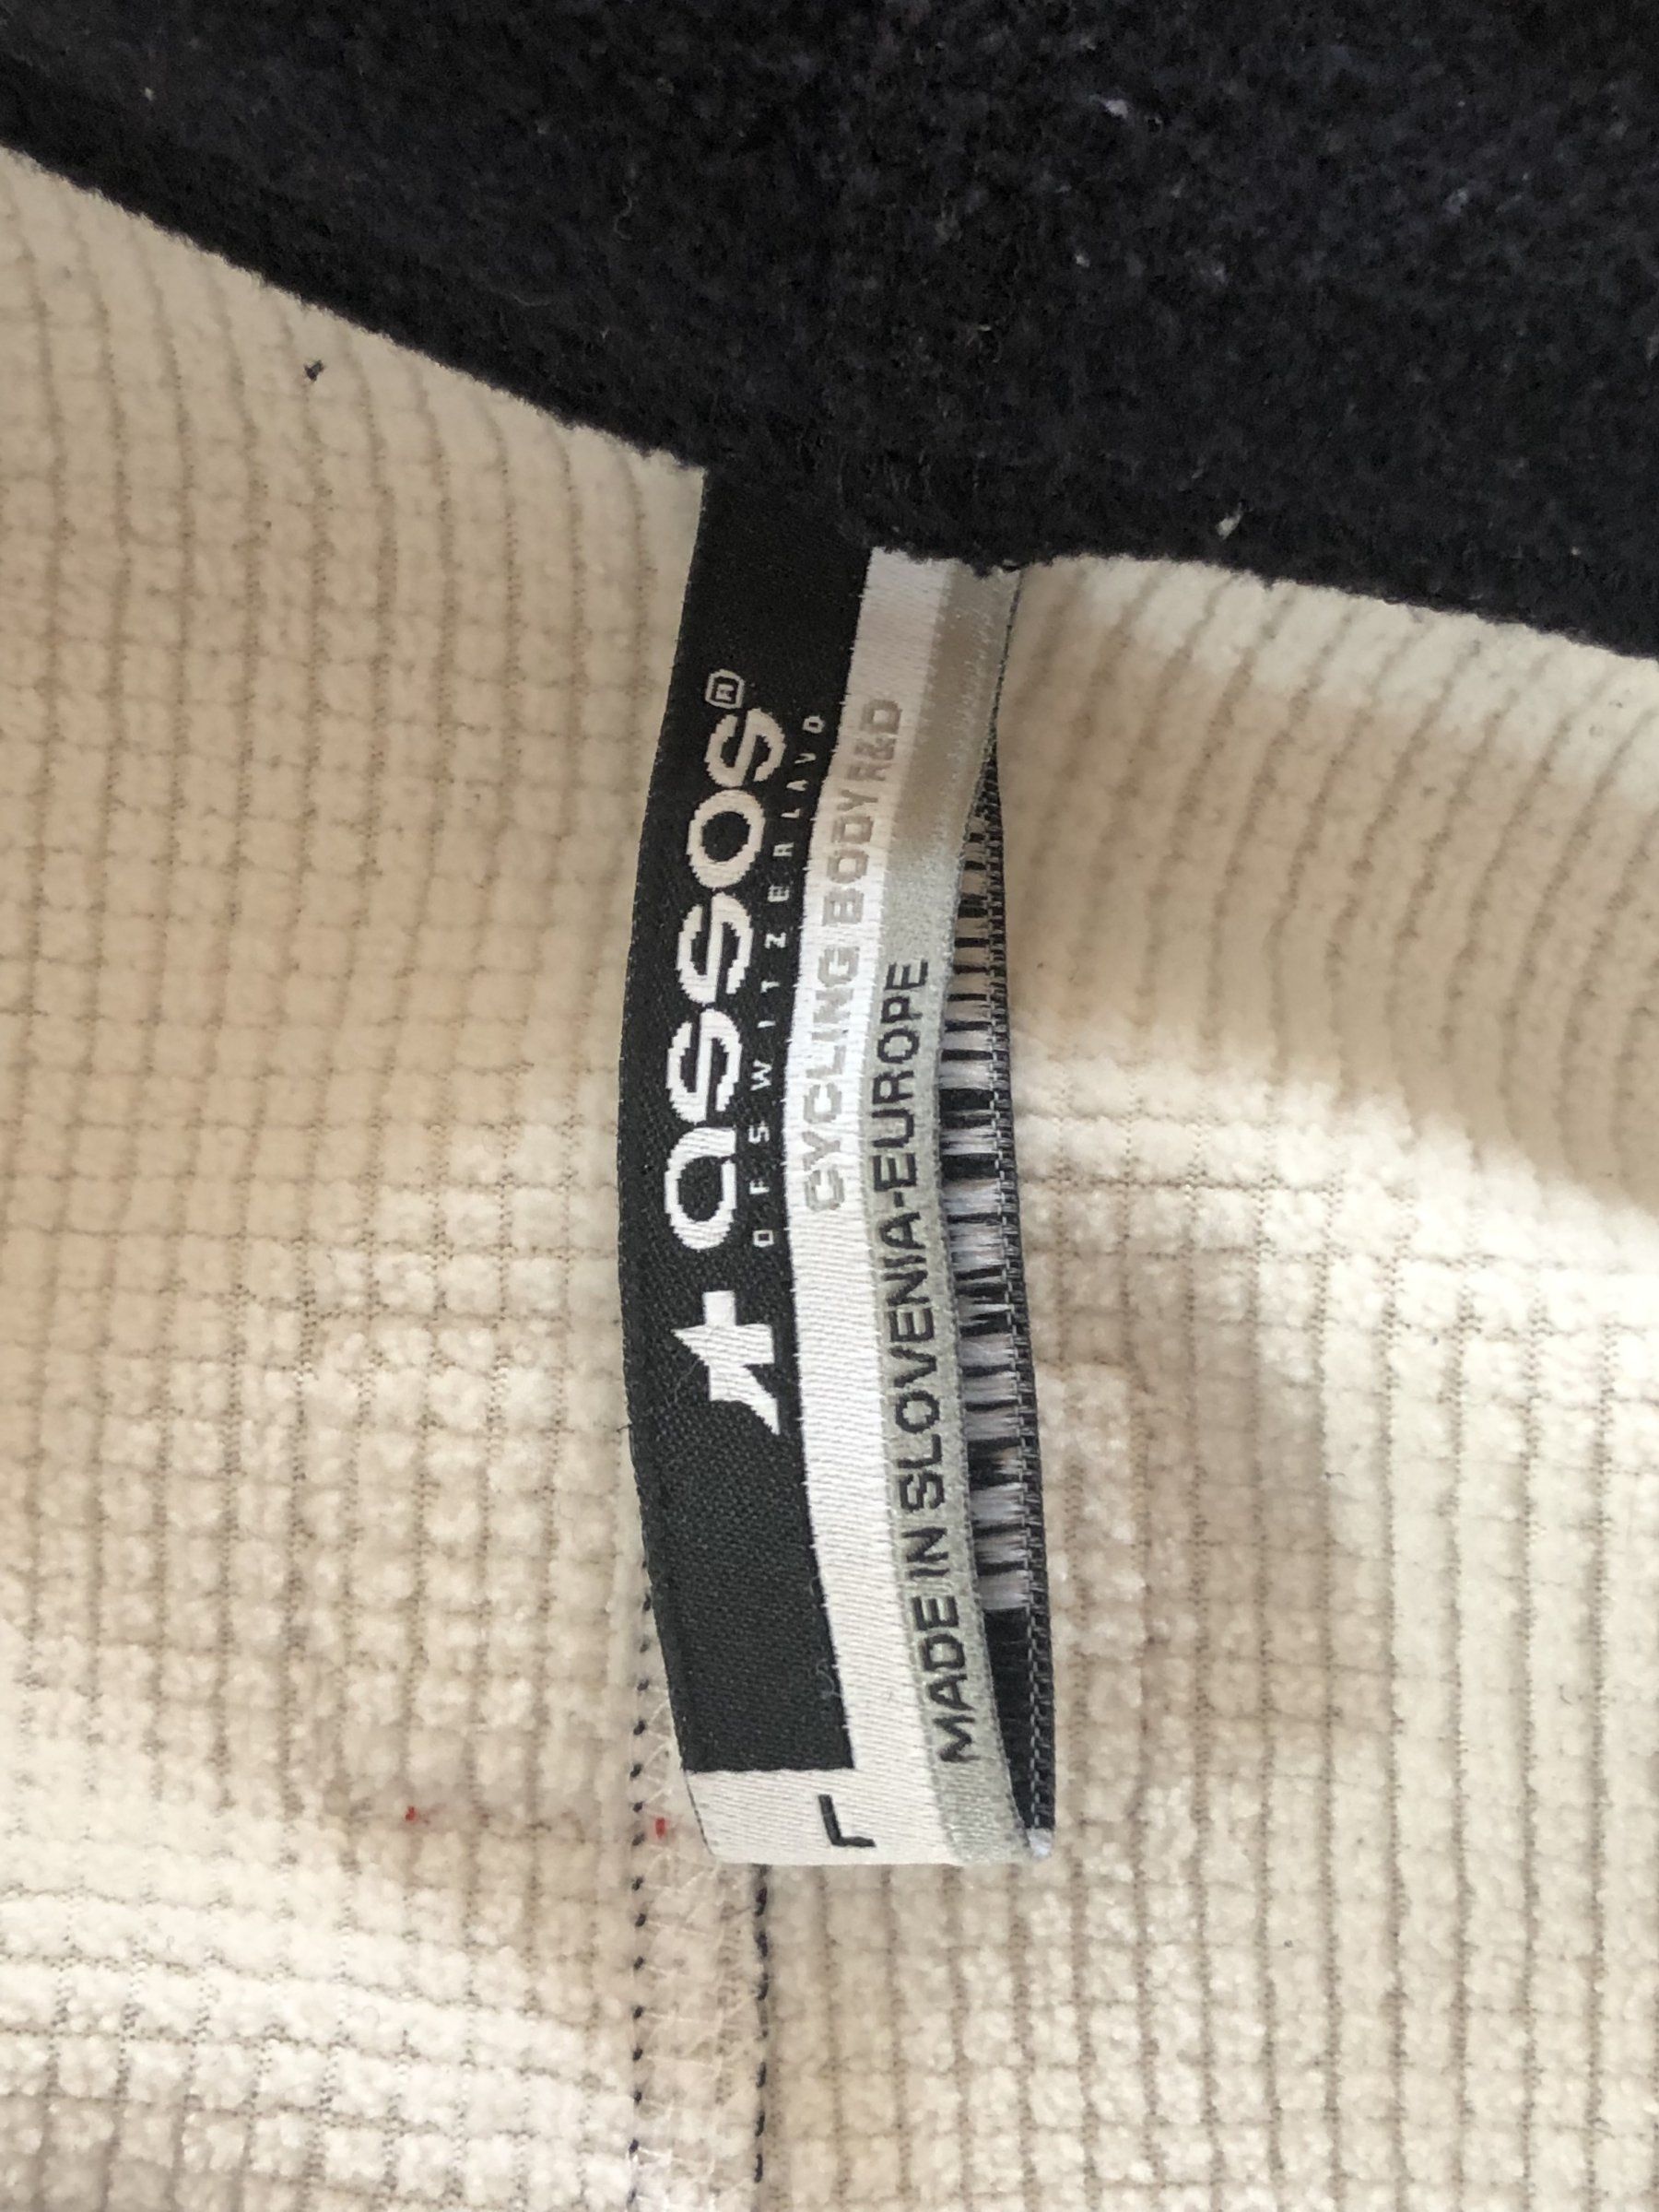 assos®
OF SWITZERLAND
CYCLING BODY R&D
MADE IN SLOVENIA-EUROPE
L